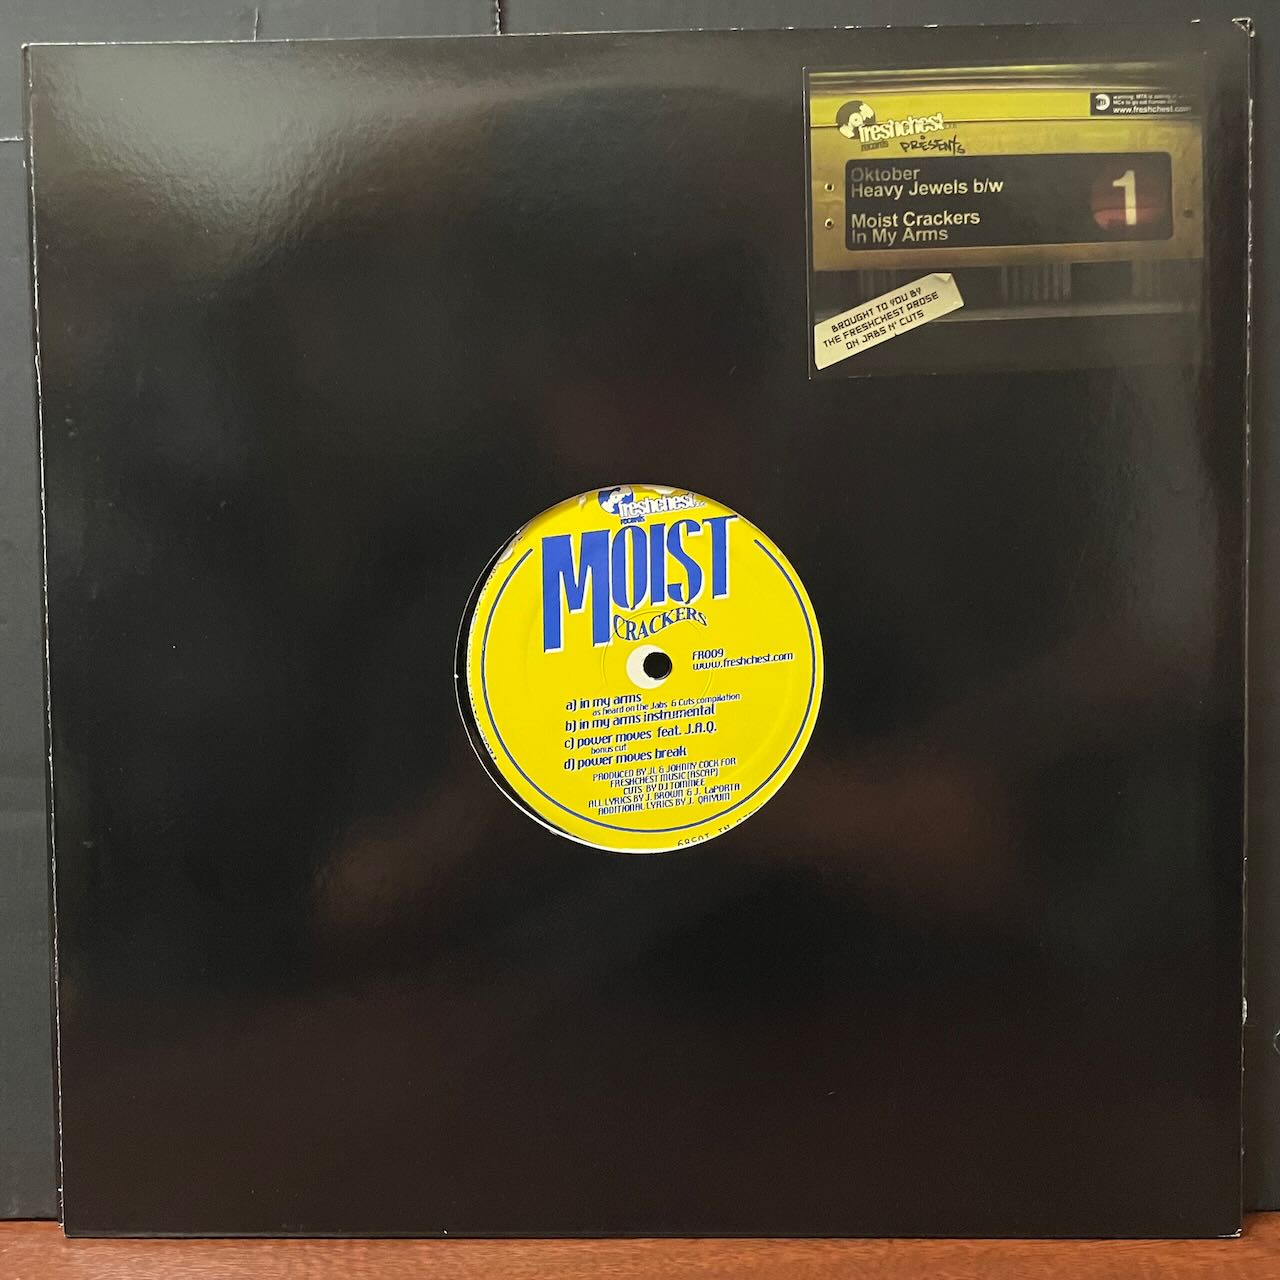 freshchest
records
PRESENTS
www.freshchest.com
Oktober
Heavy Jewels b/w
1
Moist Crackers
In My Arms
BROUGHT TO YOU BY
THE FRESHCHEST PROSE
ON JABS N' CUTS
freshchest
records
MOIST
CRACKERS
FR009
www.freshchest.com
a) in my arms
as heard on the Jabs & Cuts compilation
b) in my arms instrumental
c) power moves feat. J.A.Q.
bonus cut
d) power moves break
PRODUCED BY JL & JOHNNY COCK FOR
FRESHCHEST MUSIC (ASCAP)
CUTS BY DJ TOMMEE
ALL LYRICS BY J. BROWN & J. LaPORTA
ADDITIONAL LYRICS BY J. QAIYUM